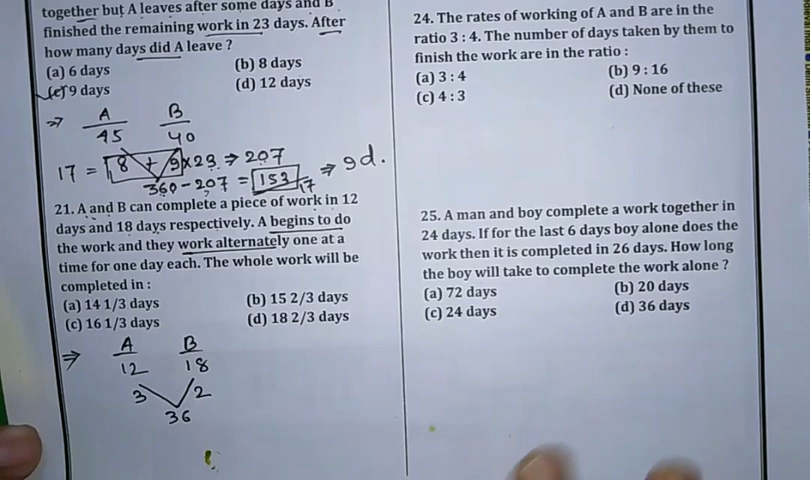 together but A leaves after some days and B
finished the remaining work in 23 days. After
how many days did A leave ?
(a) 6 days (b) 8 days
(c) 9 days (d) 12 days
⇒ A B
45 40
17 = 8 + 9 × 23 ⇒ 207
360 - 207 = 153 ⇒ 9d.
17
21. A and B can complete a piece of work in 12
days and 18 days respectively. A begins to do
the work and they work alternately one at a
time for one day each. The whole work will be
completed in :
(a) 14 1/3 days (b) 15 2/3 days
(c) 16 1/3 days (d) 18 2/3 days
⇒ A B
12 18
3 2
36
24. The rates of working of A and B are in the
ratio 3 : 4. The number of days taken by them to
finish the work are in the ratio :
(a) 3 : 4 (b) 9 : 16
(c) 4 : 3 (d) None of these
25. A man and boy complete a work together in
24 days. If for the last 6 days boy alone does the
work then it is completed in 26 days. How long
the boy will take to complete the work alone ?
(a) 72 days (b) 20 days
(c) 24 days (d) 36 days